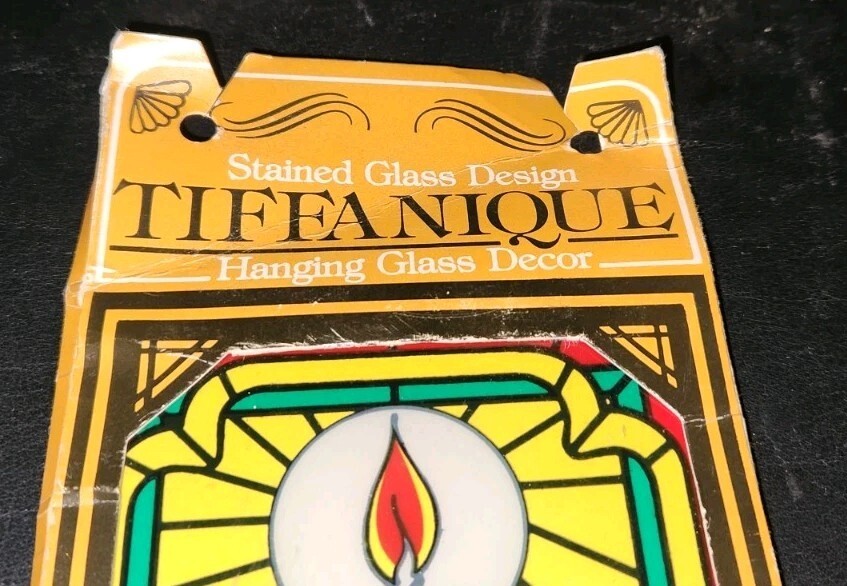 Stained Glass Design
TIFFANIQUE
Hanging Glass Decor